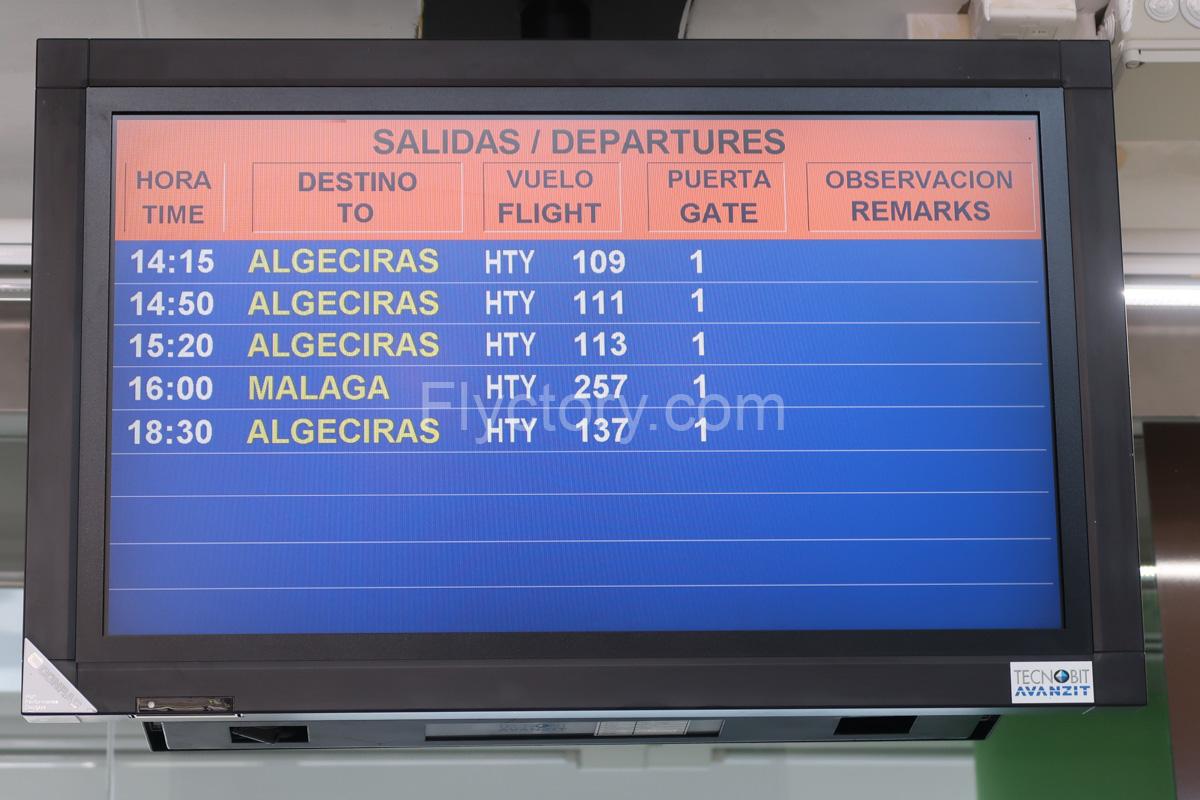 SALIDAS / DEPARTURES
HORA DESTINO VUELO PUERTA OBSERVACION
TIME TO FLIGHT GATE REMARKS
14:15 ALGECIRAS HTY 109 1
14:50 ALGECIRAS HTY 111 1
15:20 ALGECIRAS HTY 113 1
16:00 MALAGA HTY 257 1
18:30 ALGECIRAS HTY 137 1
Flyctory.com
TECNOBIT
AVANZIT
TECNOBIT
AVANZIT